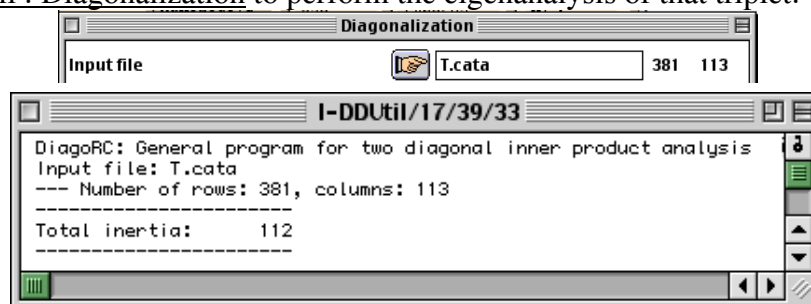 Diagonalization to perform the eigenanalysis of that triplet.
Diagonalization
Input file T.cata 381 113
I-DDUtil/17/39/33
DiagoRC: General program for two diagonal inner product analysis
Input file: T.cata
--- Number of rows: 381, columns: 113
-----------------------
Total inertia: 112
-----------------------